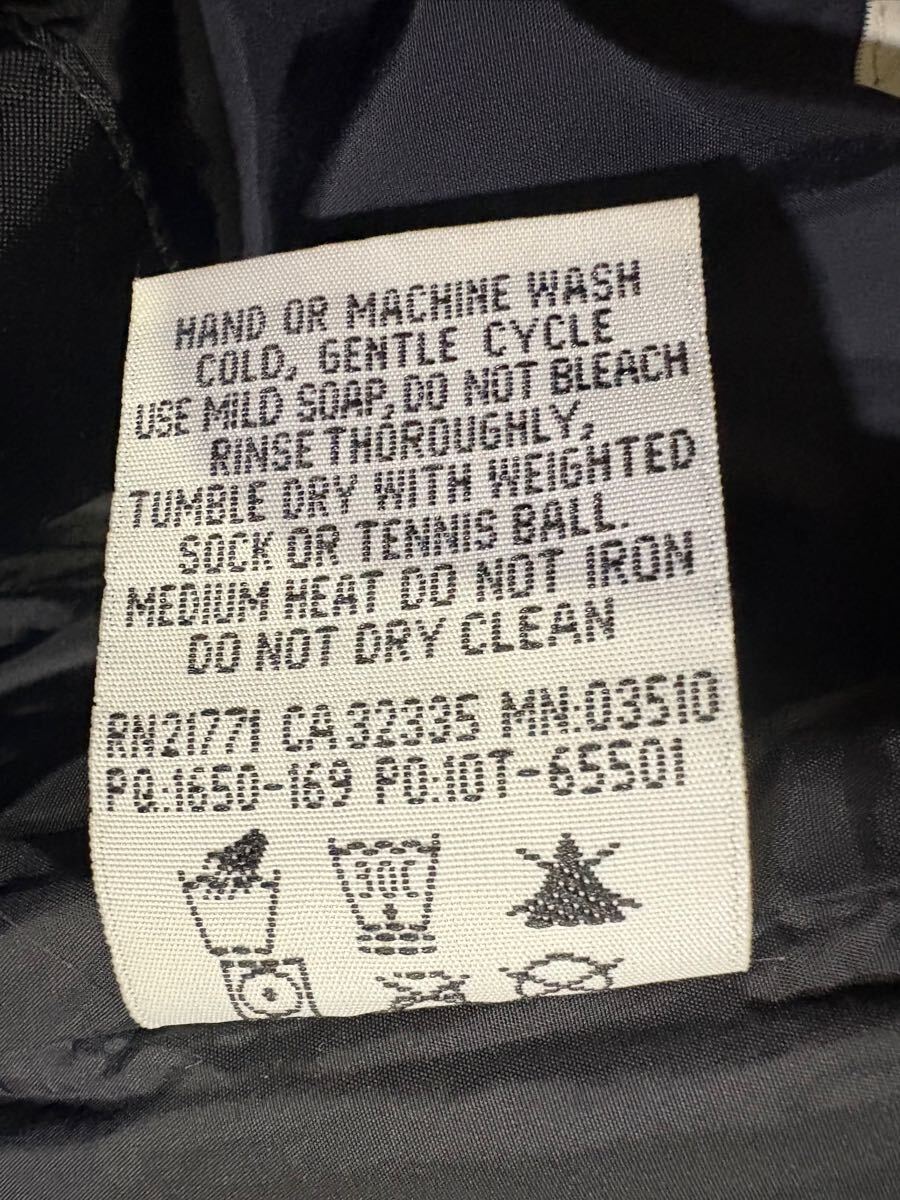 HAND OR MACHINE WASH
COLD, GENTLE CYCLE
USE MILD SOAP, DO NOT BLEACH
RINSE THOROUGHLY,
TUMBLE DRY WITH WEIGHTED
SOCK OR TENNIS BALL.
MEDIUM HEAT DO NOT IRON
DO NOT DRY CLEAN
RN21771 CA32335 MN:03510
PQ:1650-169 PO:10T-65501
30C